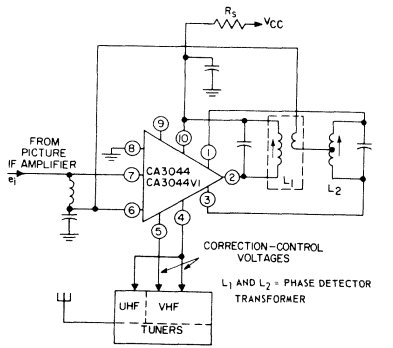 RS
VCC
9
10
1
FROM
PICTURE
IF AMPLIFIER
ei
8
7
6
CA3044
CA3044V1
2
3
5
4
L1
L2
CORRECTION-CONTROL
VOLTAGES
L1 AND L2 = PHASE DETECTOR
TRANSFORMER
UHF
VHF
TUNERS